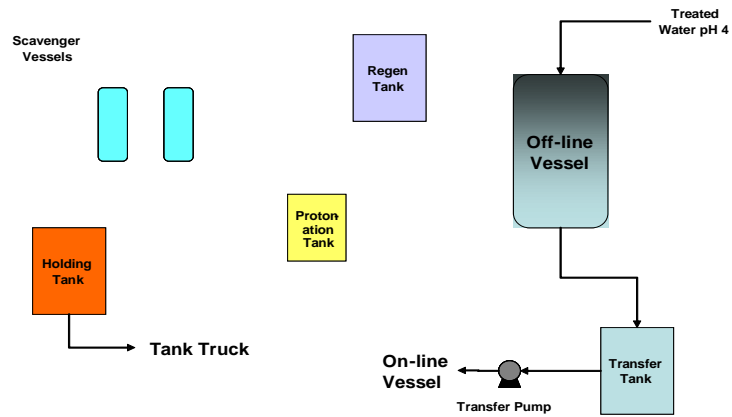 Treated
Water pH 4
Scavenger
Vessels
Regen
Tank
Off-line
Vessel
Proton-
ation
Tank
Holding
Tank
Tank Truck
On-line
Vessel
Transfer
Tank
Transfer Pump